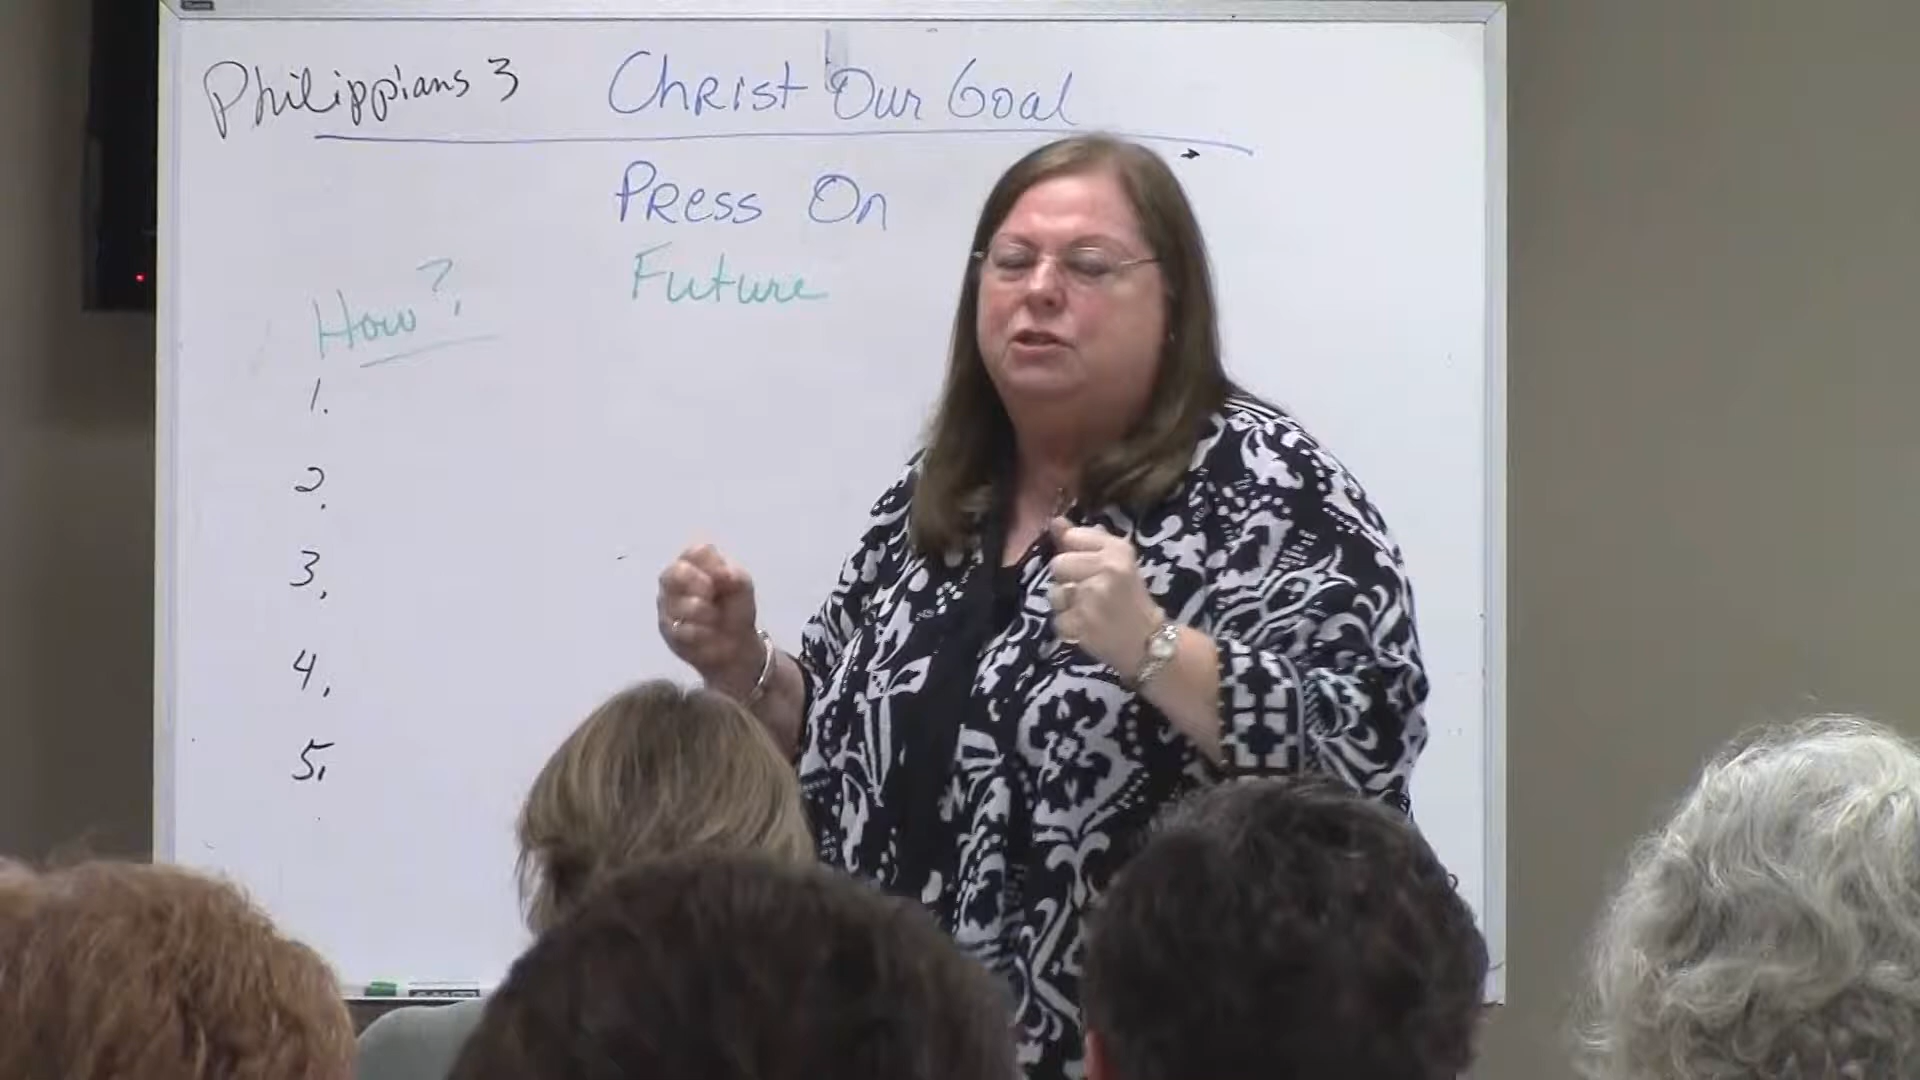 Philippians 3 Christ Our Goal
Press On
Future
How?
1.
2.
3.
4.
5.